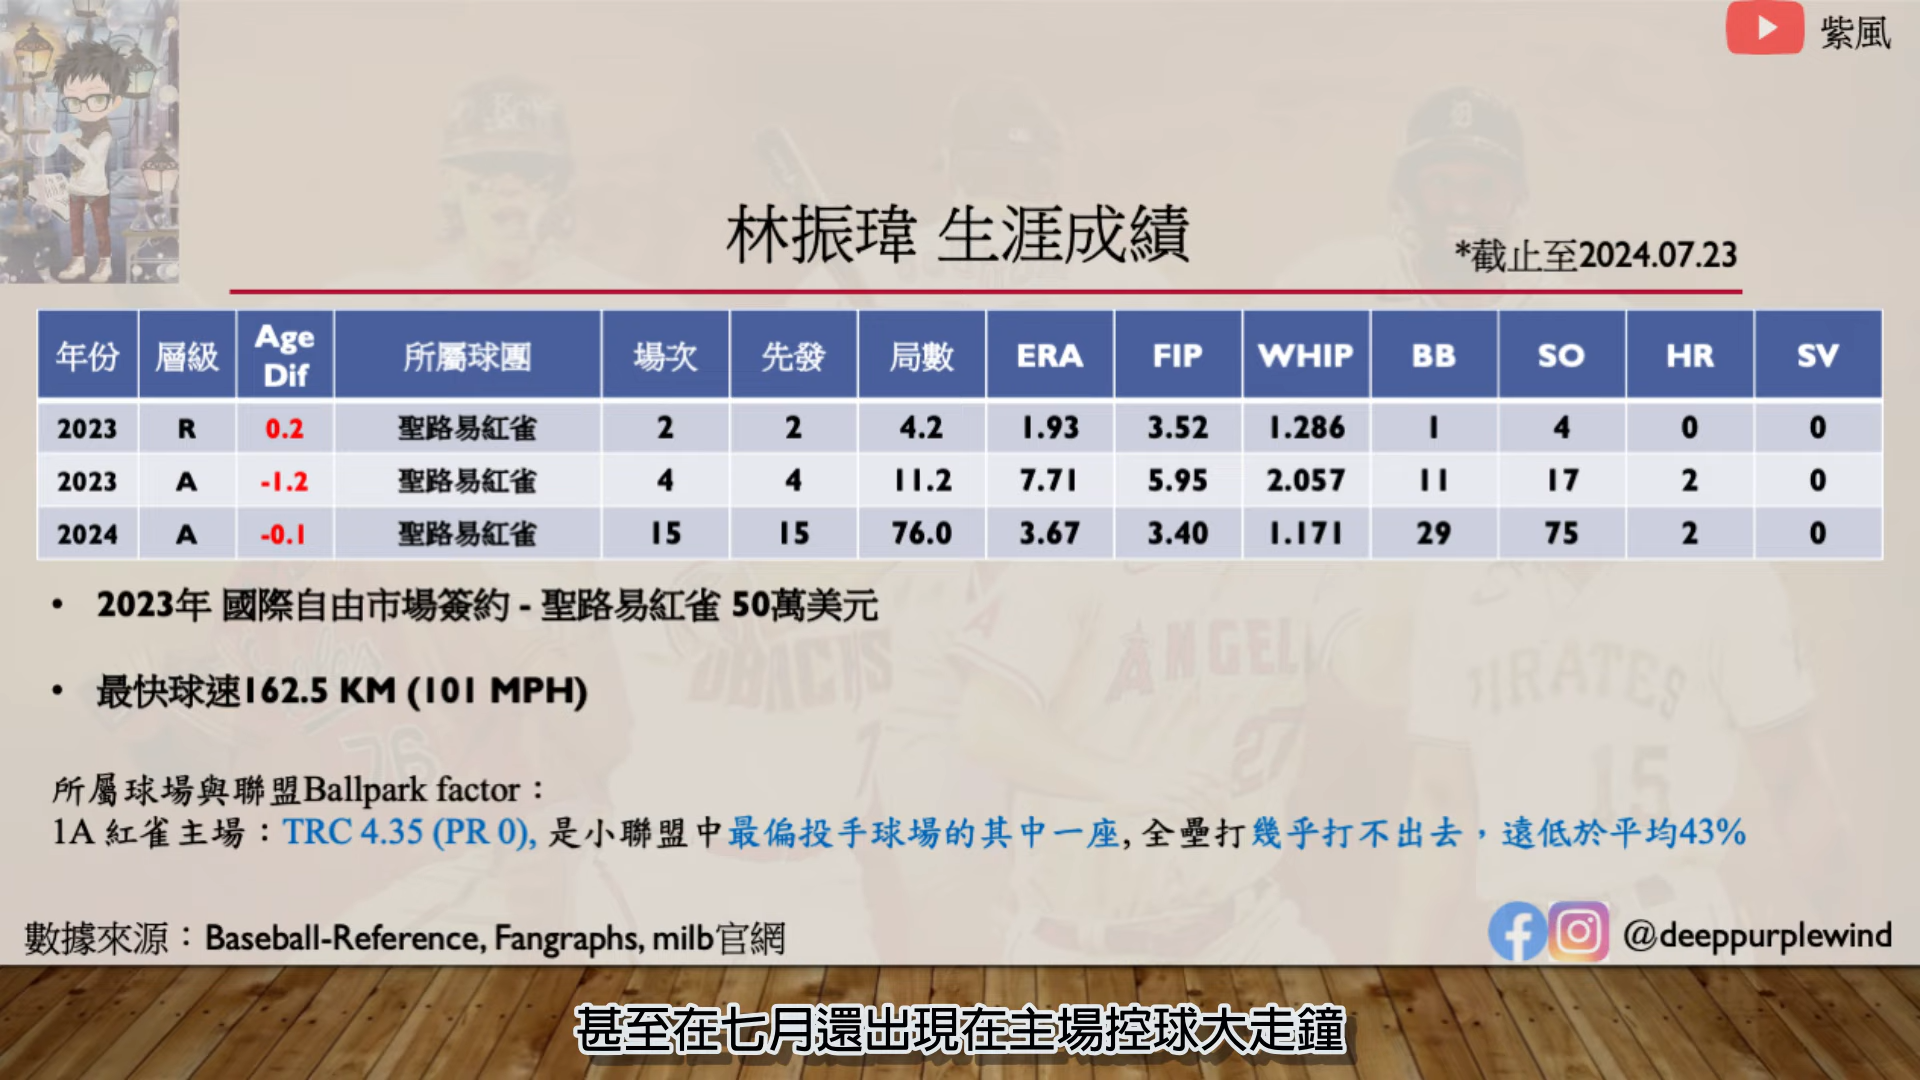 紫風
林振瑋 生涯成績
*截止至2024.07.23
年份 層級 Age Dif 所屬球團 場次 先發 局數 ERA FIP WHIP BB SO HR SV
2023 R 0.2 聖路易紅雀 2 2 4.2 1.93 3.52 1.286 1 4 0 0
2023 A -1.2 聖路易紅雀 4 4 11.2 7.71 5.95 2.057 11 17 2 0
2024 A -0.1 聖路易紅雀 15 15 76.0 3.67 3.40 1.171 29 75 2 0
• 2023年 國際自由市場簽約 - 聖路易紅雀 50萬美元
• 最快球速162.5 KM (101 MPH)
所屬球場與聯盟Ballpark factor：
1A 紅雀主場：TRC 4.35 (PR 0), 是小聯盟中最偏投手球場的其中一座, 全壘打幾乎打不出去，遠低於平均43%
數據來源：Baseball-Reference, Fangraphs, milb官網
@deeppurplewind
甚至在七月還出現在主場控球大走鐘
ANGEL
PIRATES
15
27
76